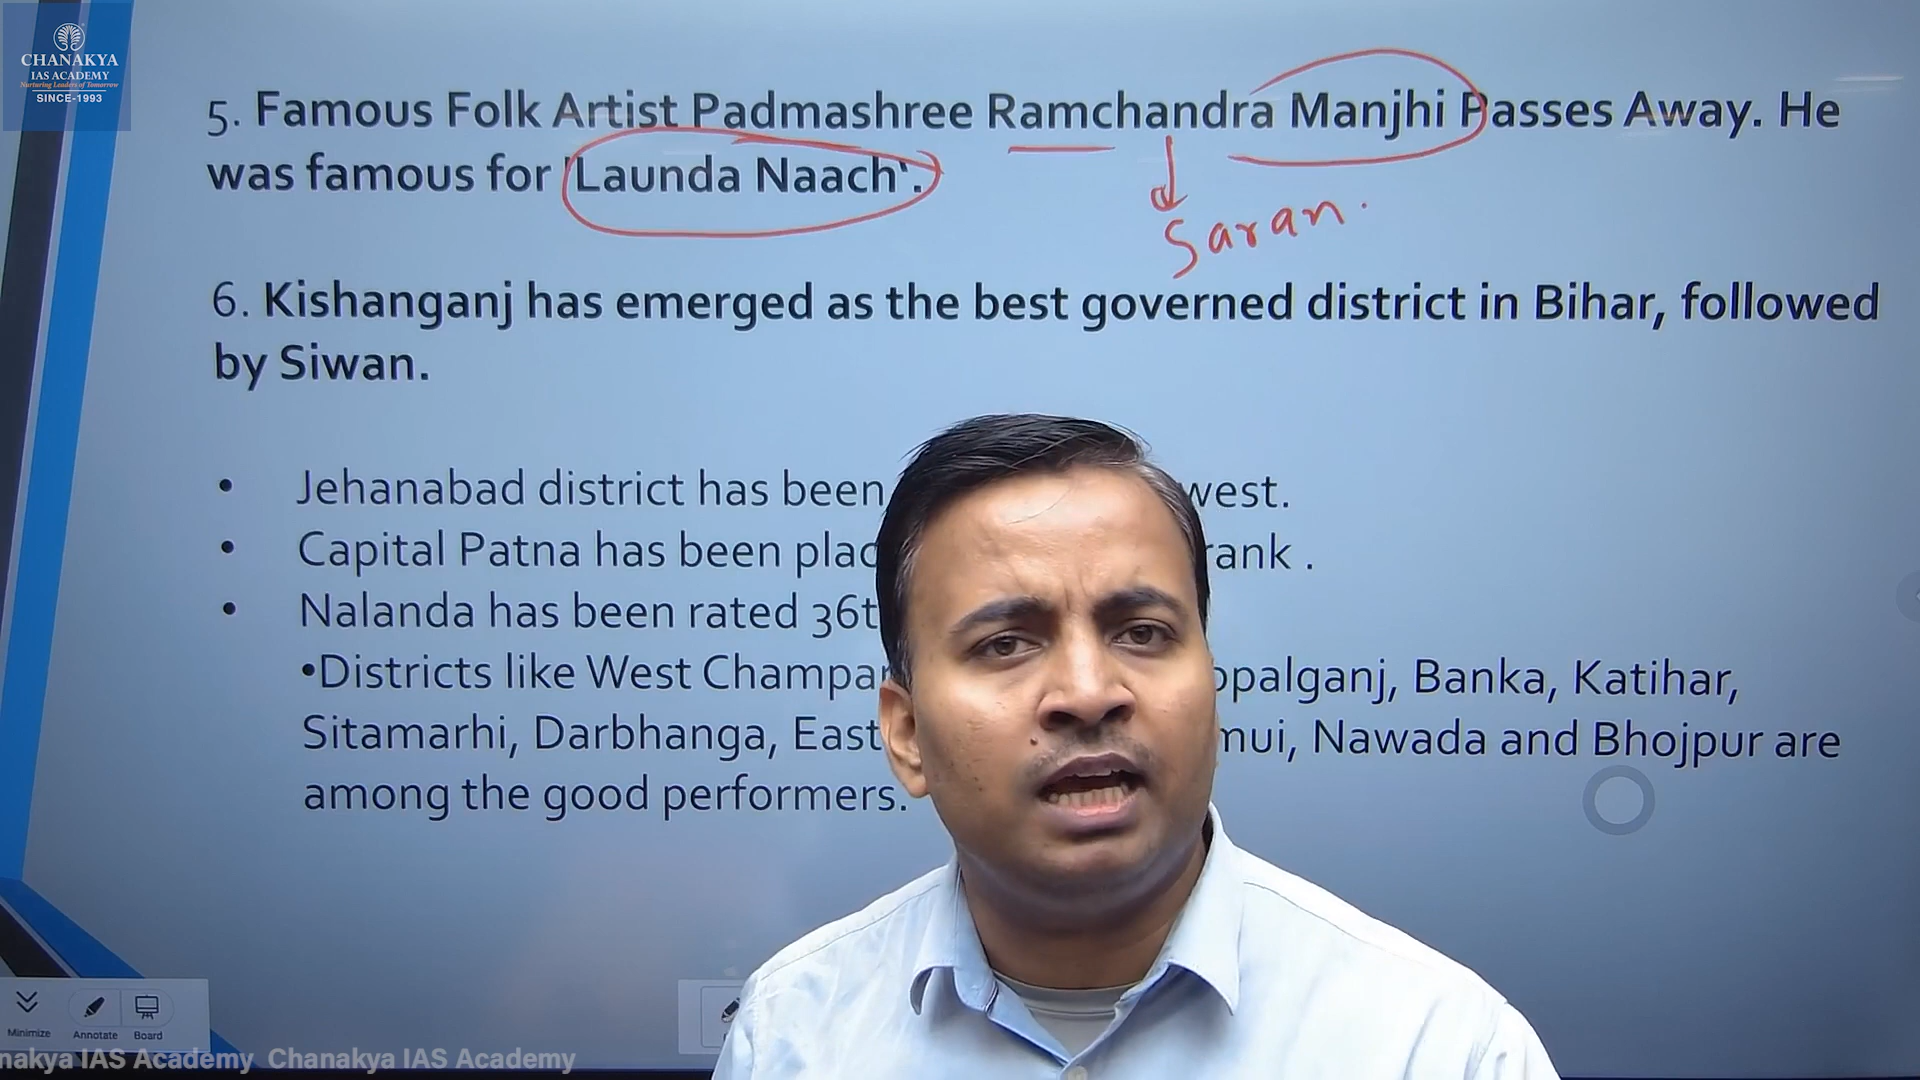 CHANAKYA
IAS ACADEMY
Nurturing Leaders of Tomorrow
SINCE-1993
5. Famous Folk Artist Padmashree Ramchandra Manjhi Passes Away. He
was famous for 'Launda Naach'.
Saran.
6. Kishanganj has emerged as the best governed district in Bihar, followed
by Siwan.
• Jehanabad district has been west.
• Capital Patna has been plac rank .
• Nalanda has been rated 36t
•Districts like West Champa opalganj, Banka, Katihar,
Sitamarhi, Darbhanga, East mui, Nawada and Bhojpur are
among the good performers.
Minimize Annotate Board
nakya IAS Academy Chanakya IAS Academy